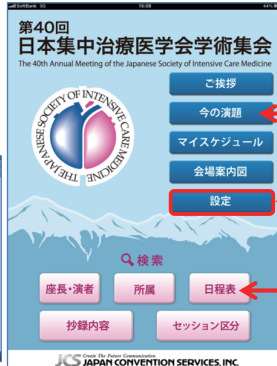 SoftBank 3G 15:08 44%
第40回
日本集中治療医学会学術集会
The 40th Annual Meeting of the Japanese Society of Intensive Care Medicine
THE JAPANESE SOCIETY OF INTENSIVE CARE MEDICINE
ご挨拶
今の演題
マイスケジュール
会場案内図
設定
検索
座長・演者
所属
日程表
抄録内容
セッション区分
JCS Create The Future Communication
JAPAN CONVENTION SERVICES, INC.